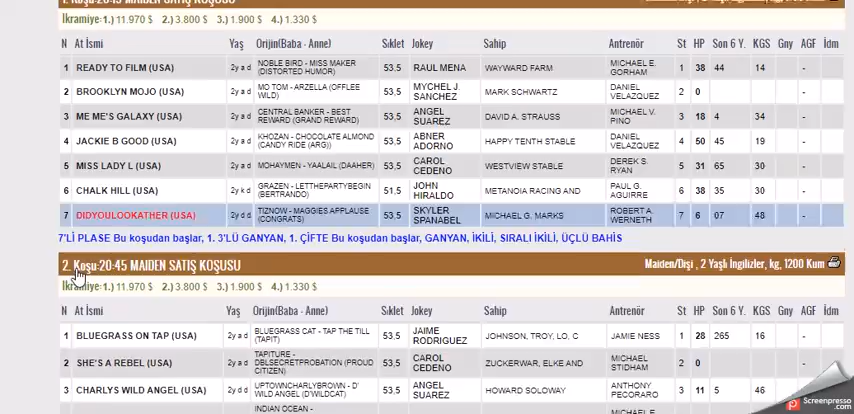 1. Koşu:20:15 MAIDEN SATIŞ KOŞUSU
İkramiye:1.) 11.970 $ 2.) 3.800 $ 3.) 1.900 $ 4.) 1.330 $
N At İsmi Yaş Orijin(Baba - Anne) Sıklet Jokey Sahip Antrenör St HP Son 6 Y. KGS Gny AGF İdm
1 READY TO FILM (USA) 2y a d NOBLE BIRD - MISS MAKER (DISTORTED HUMOR) 53,5 RAUL MENA WAYWARD FARM MICHAEL E. GORHAM 1 38 44 14 -
2 BROOKLYN MOJO (USA) 2y a d MO TOM - ARZELLA (OFFLEE WILD) 53,5 MYCHEL J. SANCHEZ MARK SCHWARTZ DANIEL VELAZQUEZ 2 0 -
3 ME ME'S GALAXY (USA) 2y a d CENTRAL BANKER - BEST REWARD (GRAND REWARD) 53,5 ANGEL SUAREZ DAVID A. STRAUSS MICHAEL V. PINO 3 18 4 34 -
4 JACKIE B GOOD (USA) 2y a d KHOZAN - CHOCOLATE ALMOND (CANDY RIDE (ARG)) 53,5 ABNER ADORNO HAPPY TENTH STABLE DANIEL VELAZQUEZ 4 50 45 19 -
5 MISS LADY L (USA) 2y a d MOHAYMEN - YAALAIL (DAAHER) 53,5 CAROL CEDENO WESTVIEW STABLE DEREK S. RYAN 5 31 65 30 -
6 CHALK HILL (USA) 2y k d GRAZEN - LETTHEPARTYBEGIN (BERTRANDO) 51,5 JOHN HIRALDO METANOIA RACING AND PAUL G. AGUIRRE 6 38 35 30 -
7 DIDYOULOOKATHER (USA) 2y d d TIZNOW - MAGGIES APPLAUSE (CONGRATS) 53,5 SKYLER SPANABEL MICHAEL G. MARKS ROBERT A. WERNETH 7 6 07 48 -
7'Lİ PLASE Bu koşudan başlar, 1. 3'LÜ GANYAN, 1. ÇİFTE Bu koşudan başlar, GANYAN, İKİLİ, SIRALI İKİLİ, ÜÇLÜ BAHİS
2. Koşu:20:45 MAIDEN SATIŞ KOŞUSU Maiden/Dişi , 2 Yaşlı İngilizler, kg, 1200 Kum
İkramiye:1.) 11.970 $ 2.) 3.800 $ 3.) 1.900 $ 4.) 1.330 $
N At İsmi Yaş Orijin(Baba - Anne) Sıklet Jokey Sahip Antrenör St HP Son 6 Y. KGS Gny AGF İdm
1 BLUEGRASS ON TAP (USA) 2y a d BLUEGRASS CAT - TAP THE TILL (TAPIT) 53,5 JAIME RODRIGUEZ JOHNSON, TROY, LO, C JAMIE NESS 1 28 265 16 -
2 SHE'S A REBEL (USA) 2y a d TAPITURE - DBLSECRETPROBATION (PROUD CITIZEN) 53,5 CAROL CEDENO ZUCKERWAR, ELKE AND MICHAEL STIDHAM 2 0 -
3 CHARLYS WILD ANGEL (USA) 2y d d UPTOWNCHARLYBROWN - D' WILD ANGEL (D'WILDCAT) 53,5 ANGEL SUAREZ HOWARD SOLOWAY ANTHONY PECORARO 3 11 5 46 -
INDIAN OCEAN -
Screenpresso
.com